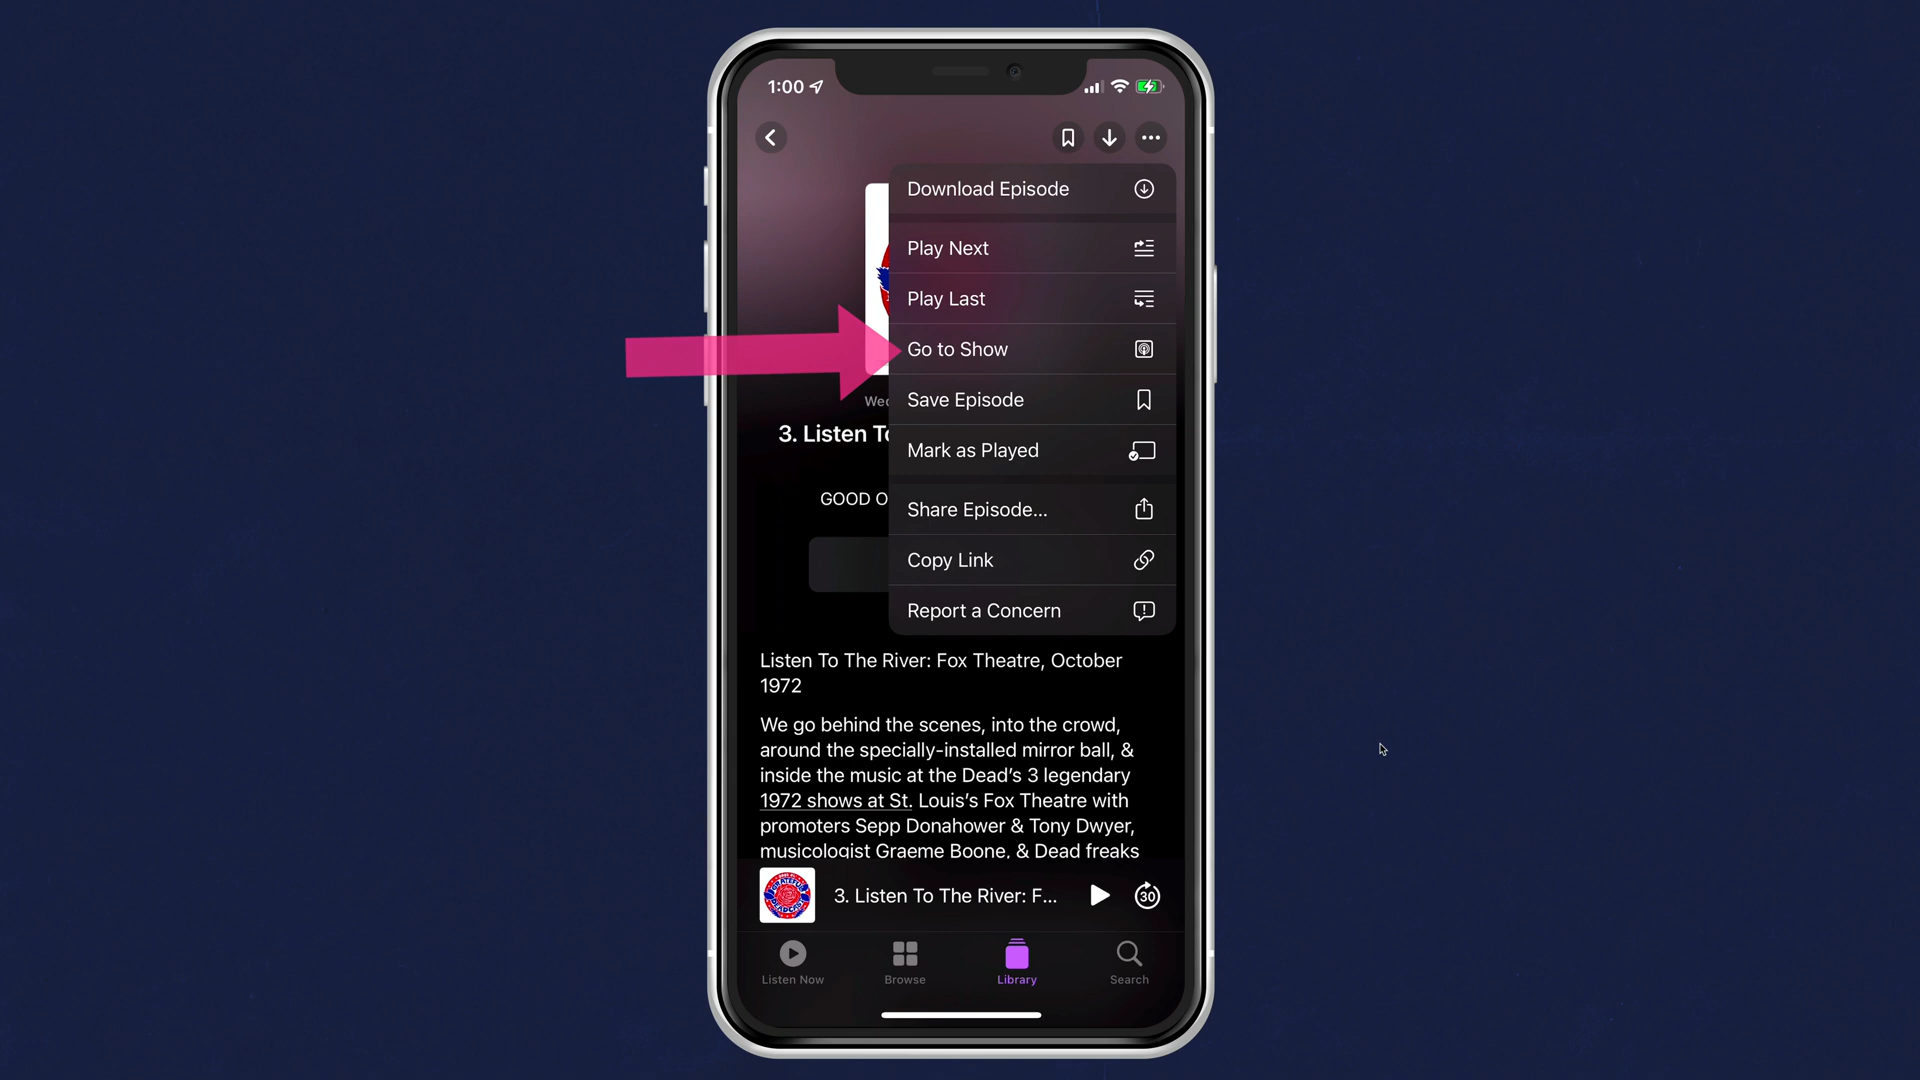 1:00
Download Episode
Play Next
Play Last
Go to Show
Wed
Save Episode
3. Listen To
Mark as Played
GOOD O
Share Episode...
Copy Link
Report a Concern
Listen To The River: Fox Theatre, October
1972
We go behind the scenes, into the crowd,
around the specially-installed mirror ball, &
inside the music at the Dead’s 3 legendary
1972 shows at St. Louis’s Fox Theatre with
promoters Sepp Donahower & Tony Dwyer,
musicologist Graeme Boone, & Dead freaks
GRATEFUL
DEADCAST
3. Listen To The River: F...
30
Listen Now
Browse
Library
Search